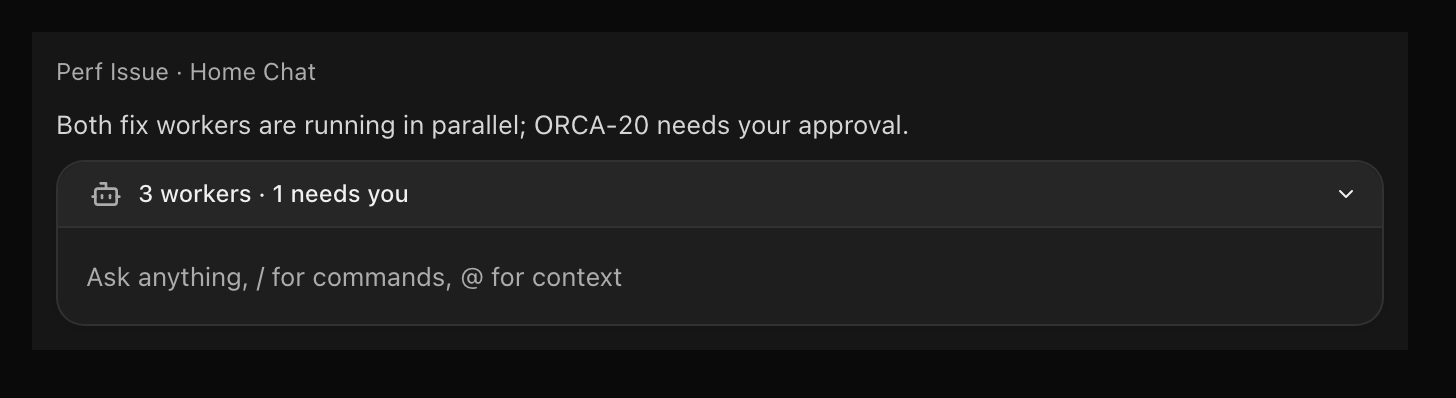 Perf Issue · Home Chat
Both fix workers are running in parallel; ORCA-20 needs your approval.
3 workers · 1 needs you
Ask anything, / for commands, @ for context